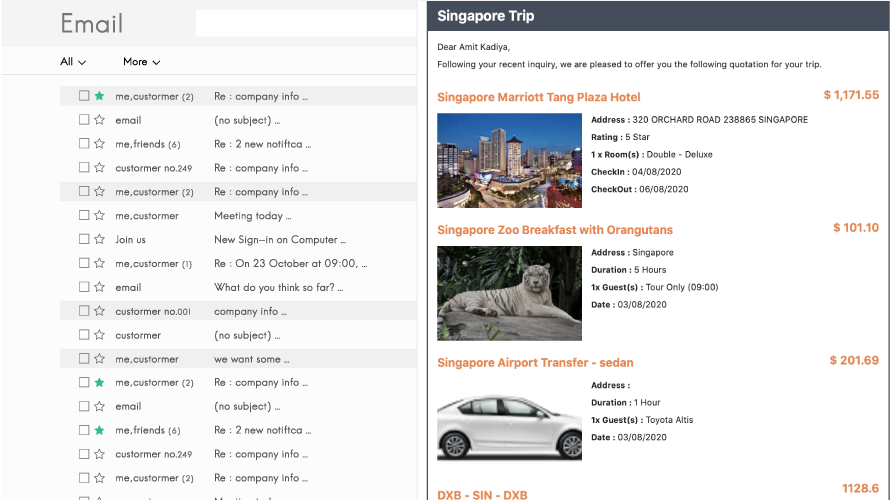 Email
All
More
me,custormer (2) Re : company info ...
email (no subject) ...
me,friends (6) Re : 2 new notiftca ...
custormer no.249 Re : company info ...
me,custormer (2) Re : company info ...
me,custormer Meeting today ...
Join us New Sign-in on Computer ...
me,custormer (1) Re : On 23 October at 09:00, ...
email What do you think so far? ...
custormer no.001 company info ...
custormer (no subject) ...
me,custormer we want some ...
me,custormer (2) Re : company info ...
email (no subject) ...
me,friends (6) Re : 2 new notiftca ...
custormer no.249 Re : company info ...
me,custormer (2) Re : company info ...
Singapore Trip
Dear Amit Kadiya,
Following your recent inquiry, we are pleased to offer you the following quotation for your trip.
Singapore Marriott Tang Plaza Hotel $ 1,171.55
Address : 320 ORCHARD ROAD 238865 SINGAPORE
Rating : 5 Star
1 x Room(s) : Double - Deluxe
CheckIn : 04/08/2020
CheckOut : 06/08/2020
Singapore Zoo Breakfast with Orangutans $ 101.10
Address : Singapore
Duration : 5 Hours
1x Guest(s) : Tour Only (09:00)
Date : 03/08/2020
Singapore Airport Transfer - sedan $ 201.69
Address :
Duration : 1 Hour
1x Guest(s) : Toyota Altis
Date : 03/08/2020
DXB - SIN - DXB 1128.6